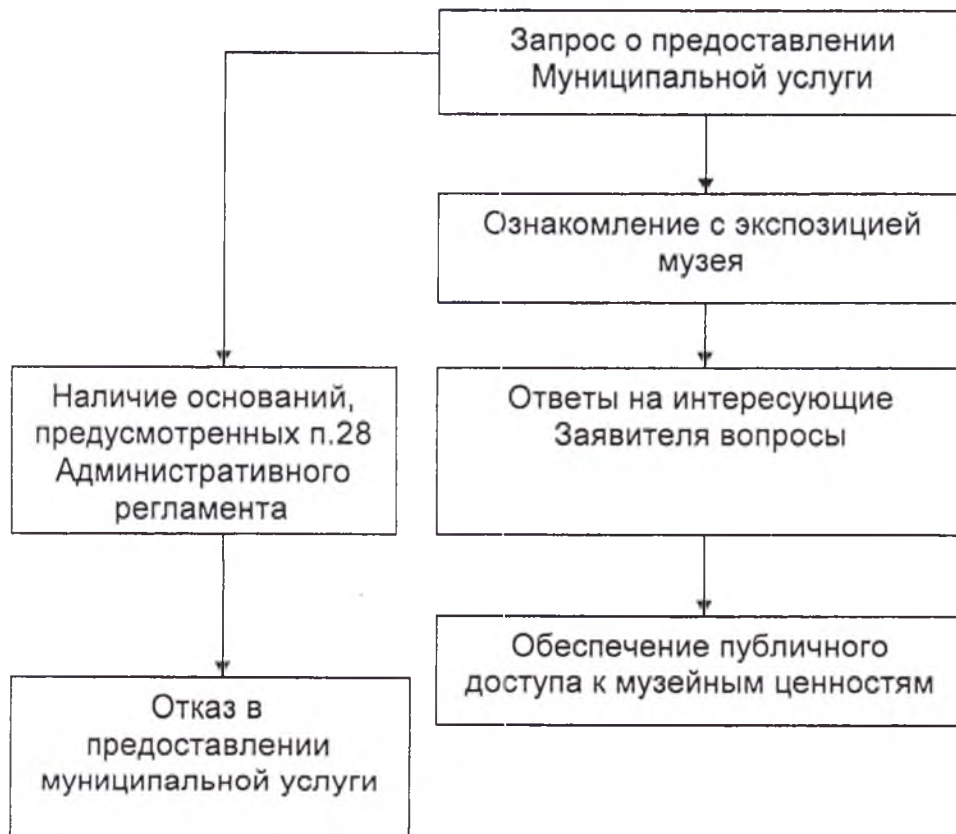 Запрос о предоставлении
Муниципальной услуги
Ознакомление с экспозицией
музея
Наличие оснований,
предусмотренных п.28
Административного
регламента
Ответы на интересующие
Заявителя вопросы
Обеспечение публичного
доступа к музейным ценностям
Отказ в
предоставлении
муниципальной услуги